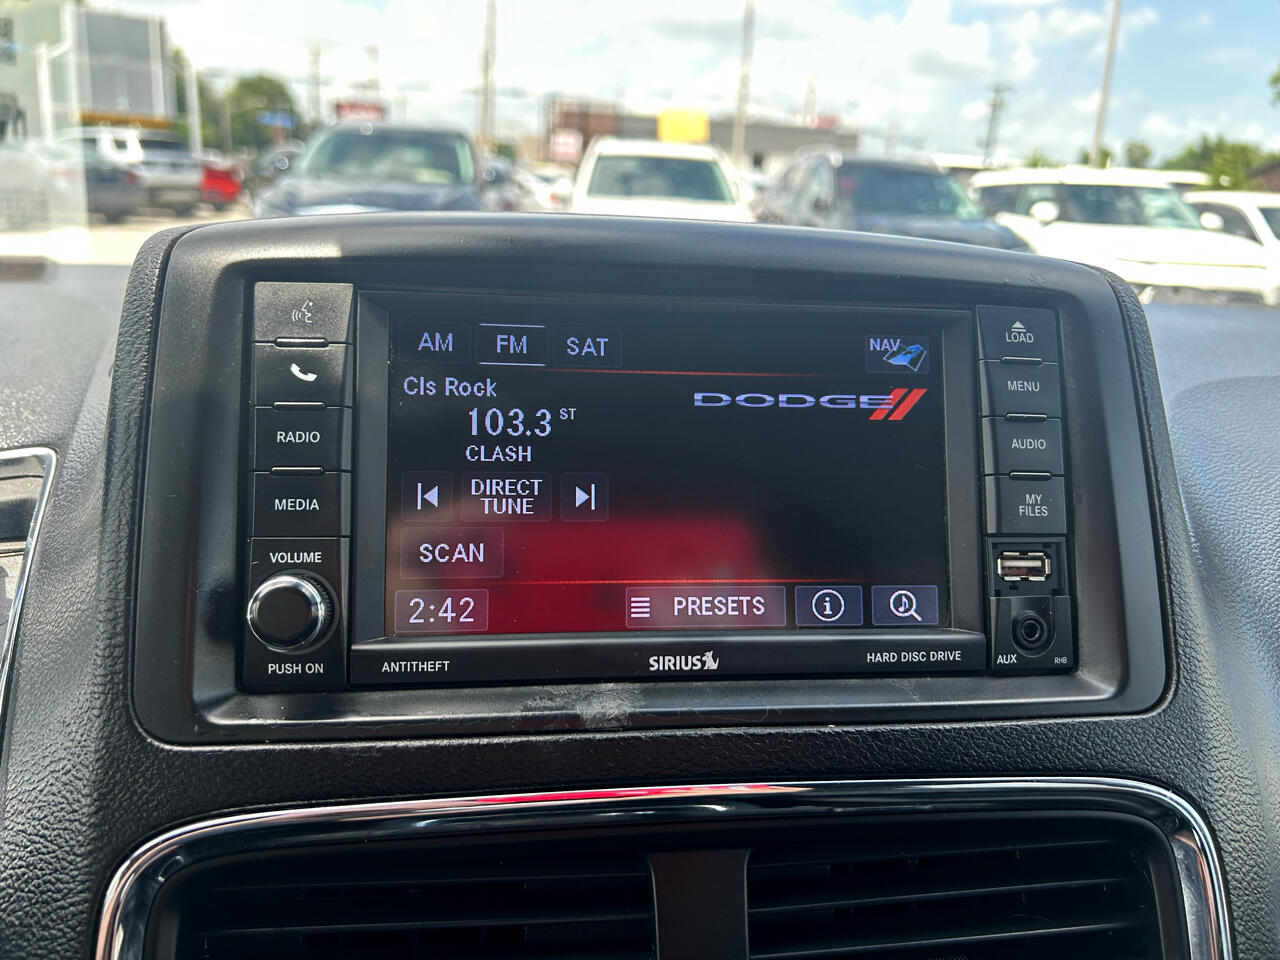 AM FM SAT NAV
Cls Rock
DODGE
103.3 ST
CLASH
DIRECT
TUNE
SCAN
2:42 PRESETS
RADIO
MEDIA
VOLUME
PUSH ON
LOAD
MENU
AUDIO
MY
FILES
AUX RHB
ANTITHEFT SIRIUS HARD DISC DRIVE